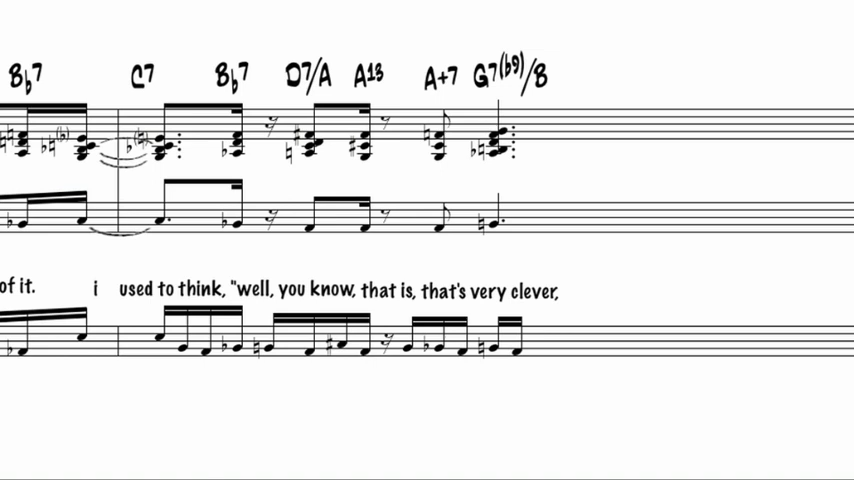 B♭7 C7 B♭7 D7/A A13 A+7 G7(♭9)/B
of it. i used to think, "well, you know, that is, that's very clever,